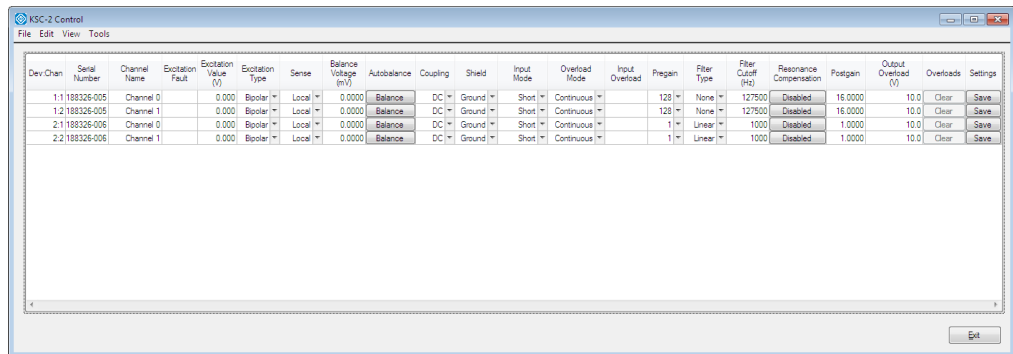 KSC-2 Control
File Edit View Tools
Dev:Chan Serial Number Channel Name Excitation Fault Excitation Value (V) Excitation Type Sense Balance Voltage (mV) Autobalance Coupling Shield Input Mode Overload Mode Input Overload Pregain Filter Type Filter Cutoff (Hz) Resonance Compensation Postgain Output Overload (V) Overloads Settings
1:1 188326-005 Channel 0 0.000 Bipolar Local 0.0000 Balance DC Ground Short Continuous 128 None 127500 Disabled 16.0000 10.0 Clear Save
1:2 188326-005 Channel 1 0.000 Bipolar Local 0.0000 Balance DC Ground Short Continuous 128 None 127500 Disabled 16.0000 10.0 Clear Save
2:1 188326-006 Channel 0 0.000 Bipolar Local 0.0000 Balance DC Ground Short Continuous 1 Linear 1000 Disabled 1.0000 10.0 Clear Save
2:2 188326-006 Channel 1 0.000 Bipolar Local 0.0000 Balance DC Ground Short Continuous 1 Linear 1000 Disabled 1.0000 10.0 Clear Save
Exit